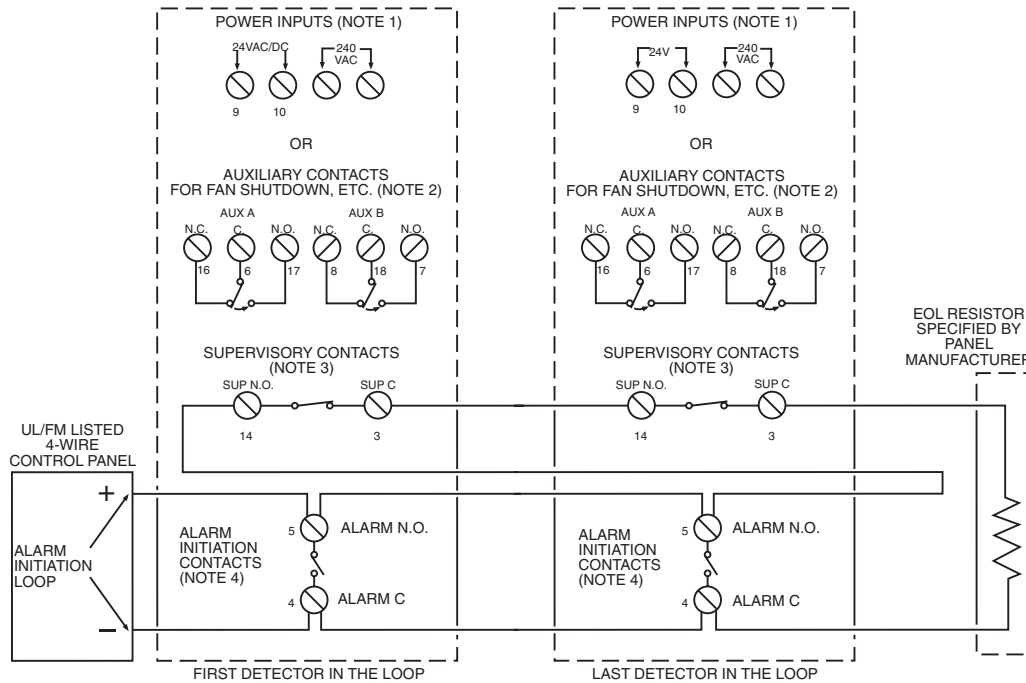 POWER INPUTS (NOTE 1)
24VAC/DC
240
VAC
9
10
OR
AUXILIARY CONTACTS
FOR FAN SHUTDOWN, ETC. (NOTE 2)
AUX A
AUX B
N.C.
C.
N.O.
N.C.
C.
N.O.
16
6
17
8
18
7
SUPERVISORY CONTACTS
(NOTE 3)
SUP N.O.
SUP C
14
3
POWER INPUTS (NOTE 1)
24V
240
VAC
9
10
OR
AUXILIARY CONTACTS
FOR FAN SHUTDOWN, ETC. (NOTE 2)
AUX A
AUX B
N.C.
C.
N.O.
N.C.
C.
N.O.
16
6
17
8
18
7
SUPERVISORY CONTACTS
(NOTE 3)
SUP N.O.
SUP C
14
3
EOL RESISTOR
SPECIFIED BY
PANEL
MANUFACTURER
UL/FM LISTED
4-WIRE
CONTROL PANEL
+
ALARM
INITIATION
LOOP
–
ALARM
INITIATION
CONTACTS
(NOTE 4)
5
ALARM N.O.
4
ALARM C
ALARM
INITIATION
CONTACTS
(NOTE 4)
5
ALARM N.O.
4
ALARM C
FIRST DETECTOR IN THE LOOP
LAST DETECTOR IN THE LOOP